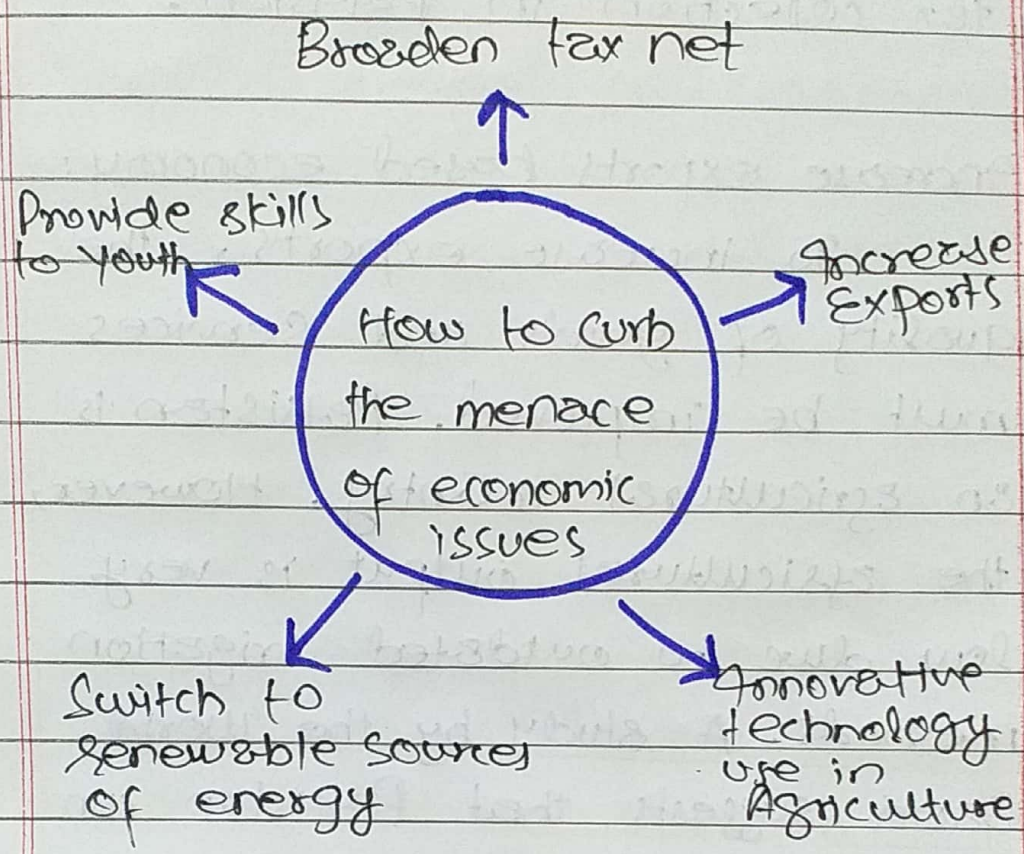 Broaden tax net
Provide skills
to Youth
Increase
Exports
How to curb
the menace
of economic
issues
Switch to
renewable sources
of energy
Innovative
technology
use in
Agriculture